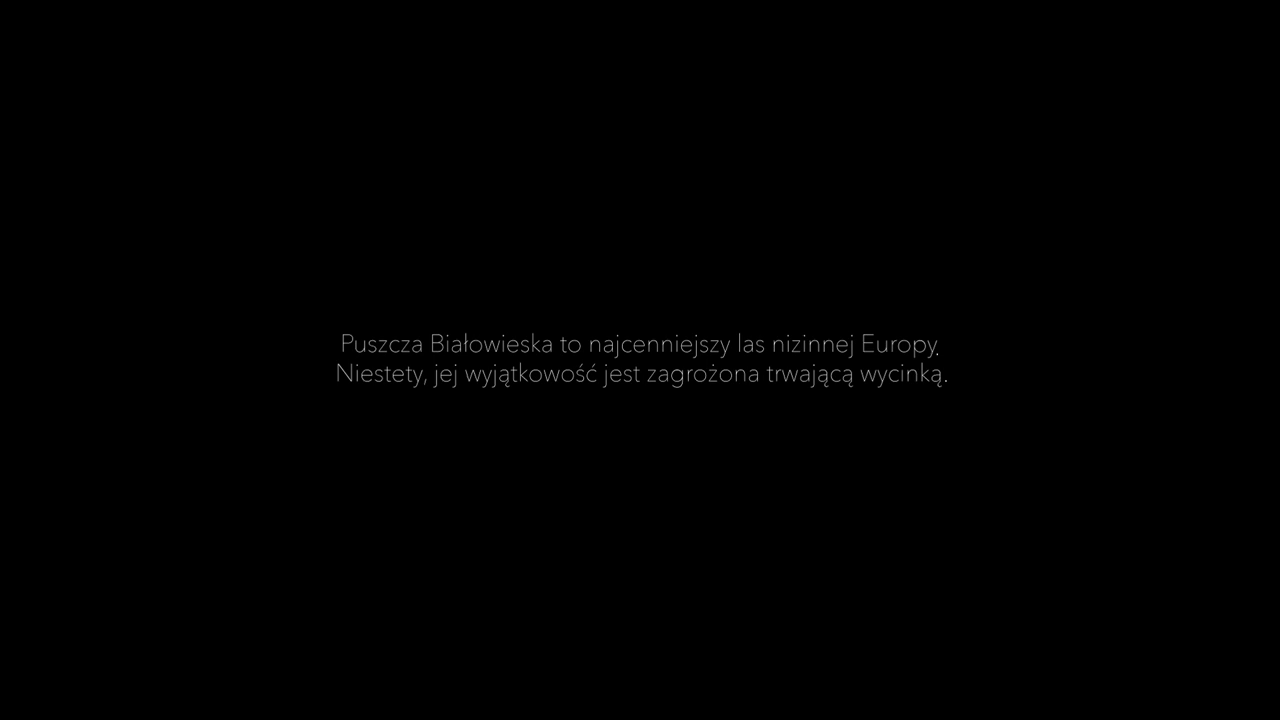 Puszcza Białowieska to najcenniejszy las nizinnej Europy.
Niestety, jej wyjątkowość jest zagrożona trwającą wycinką.